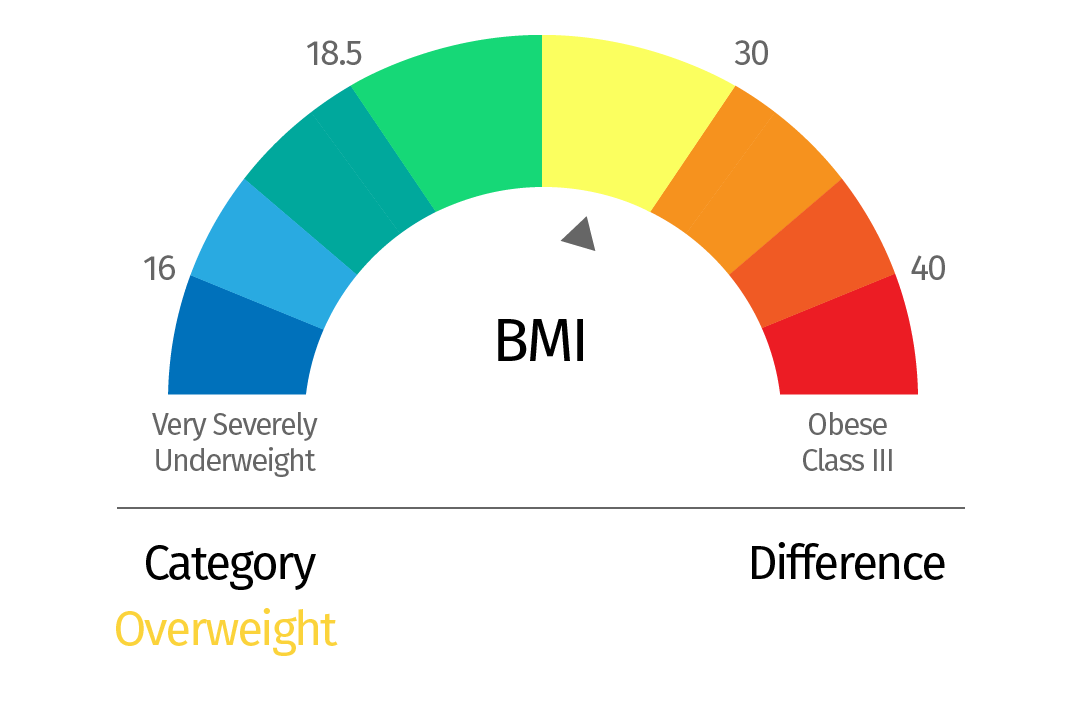 18.5
30
16
40
BMI
Very Severely
Underweight
Obese
Class III
Category
Difference
Overweight